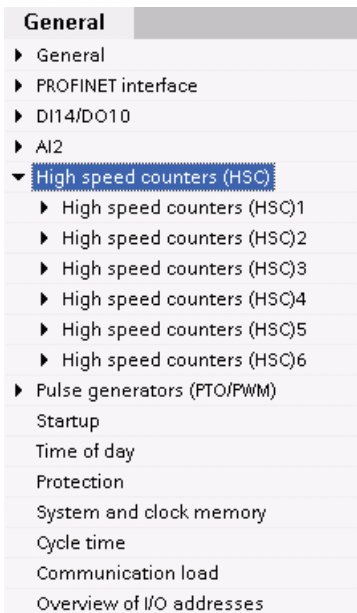 General
General
PROFINET interface
DI14/DO10
AI2
High speed counters (HSC)
High speed counters (HSC)1
High speed counters (HSC)2
High speed counters (HSC)3
High speed counters (HSC)4
High speed counters (HSC)5
High speed counters (HSC)6
Pulse generators (PTO/PWM)
Startup
Time of day
Protection
System and clock memory
Cycle time
Communication load
Overview of I/O addresses